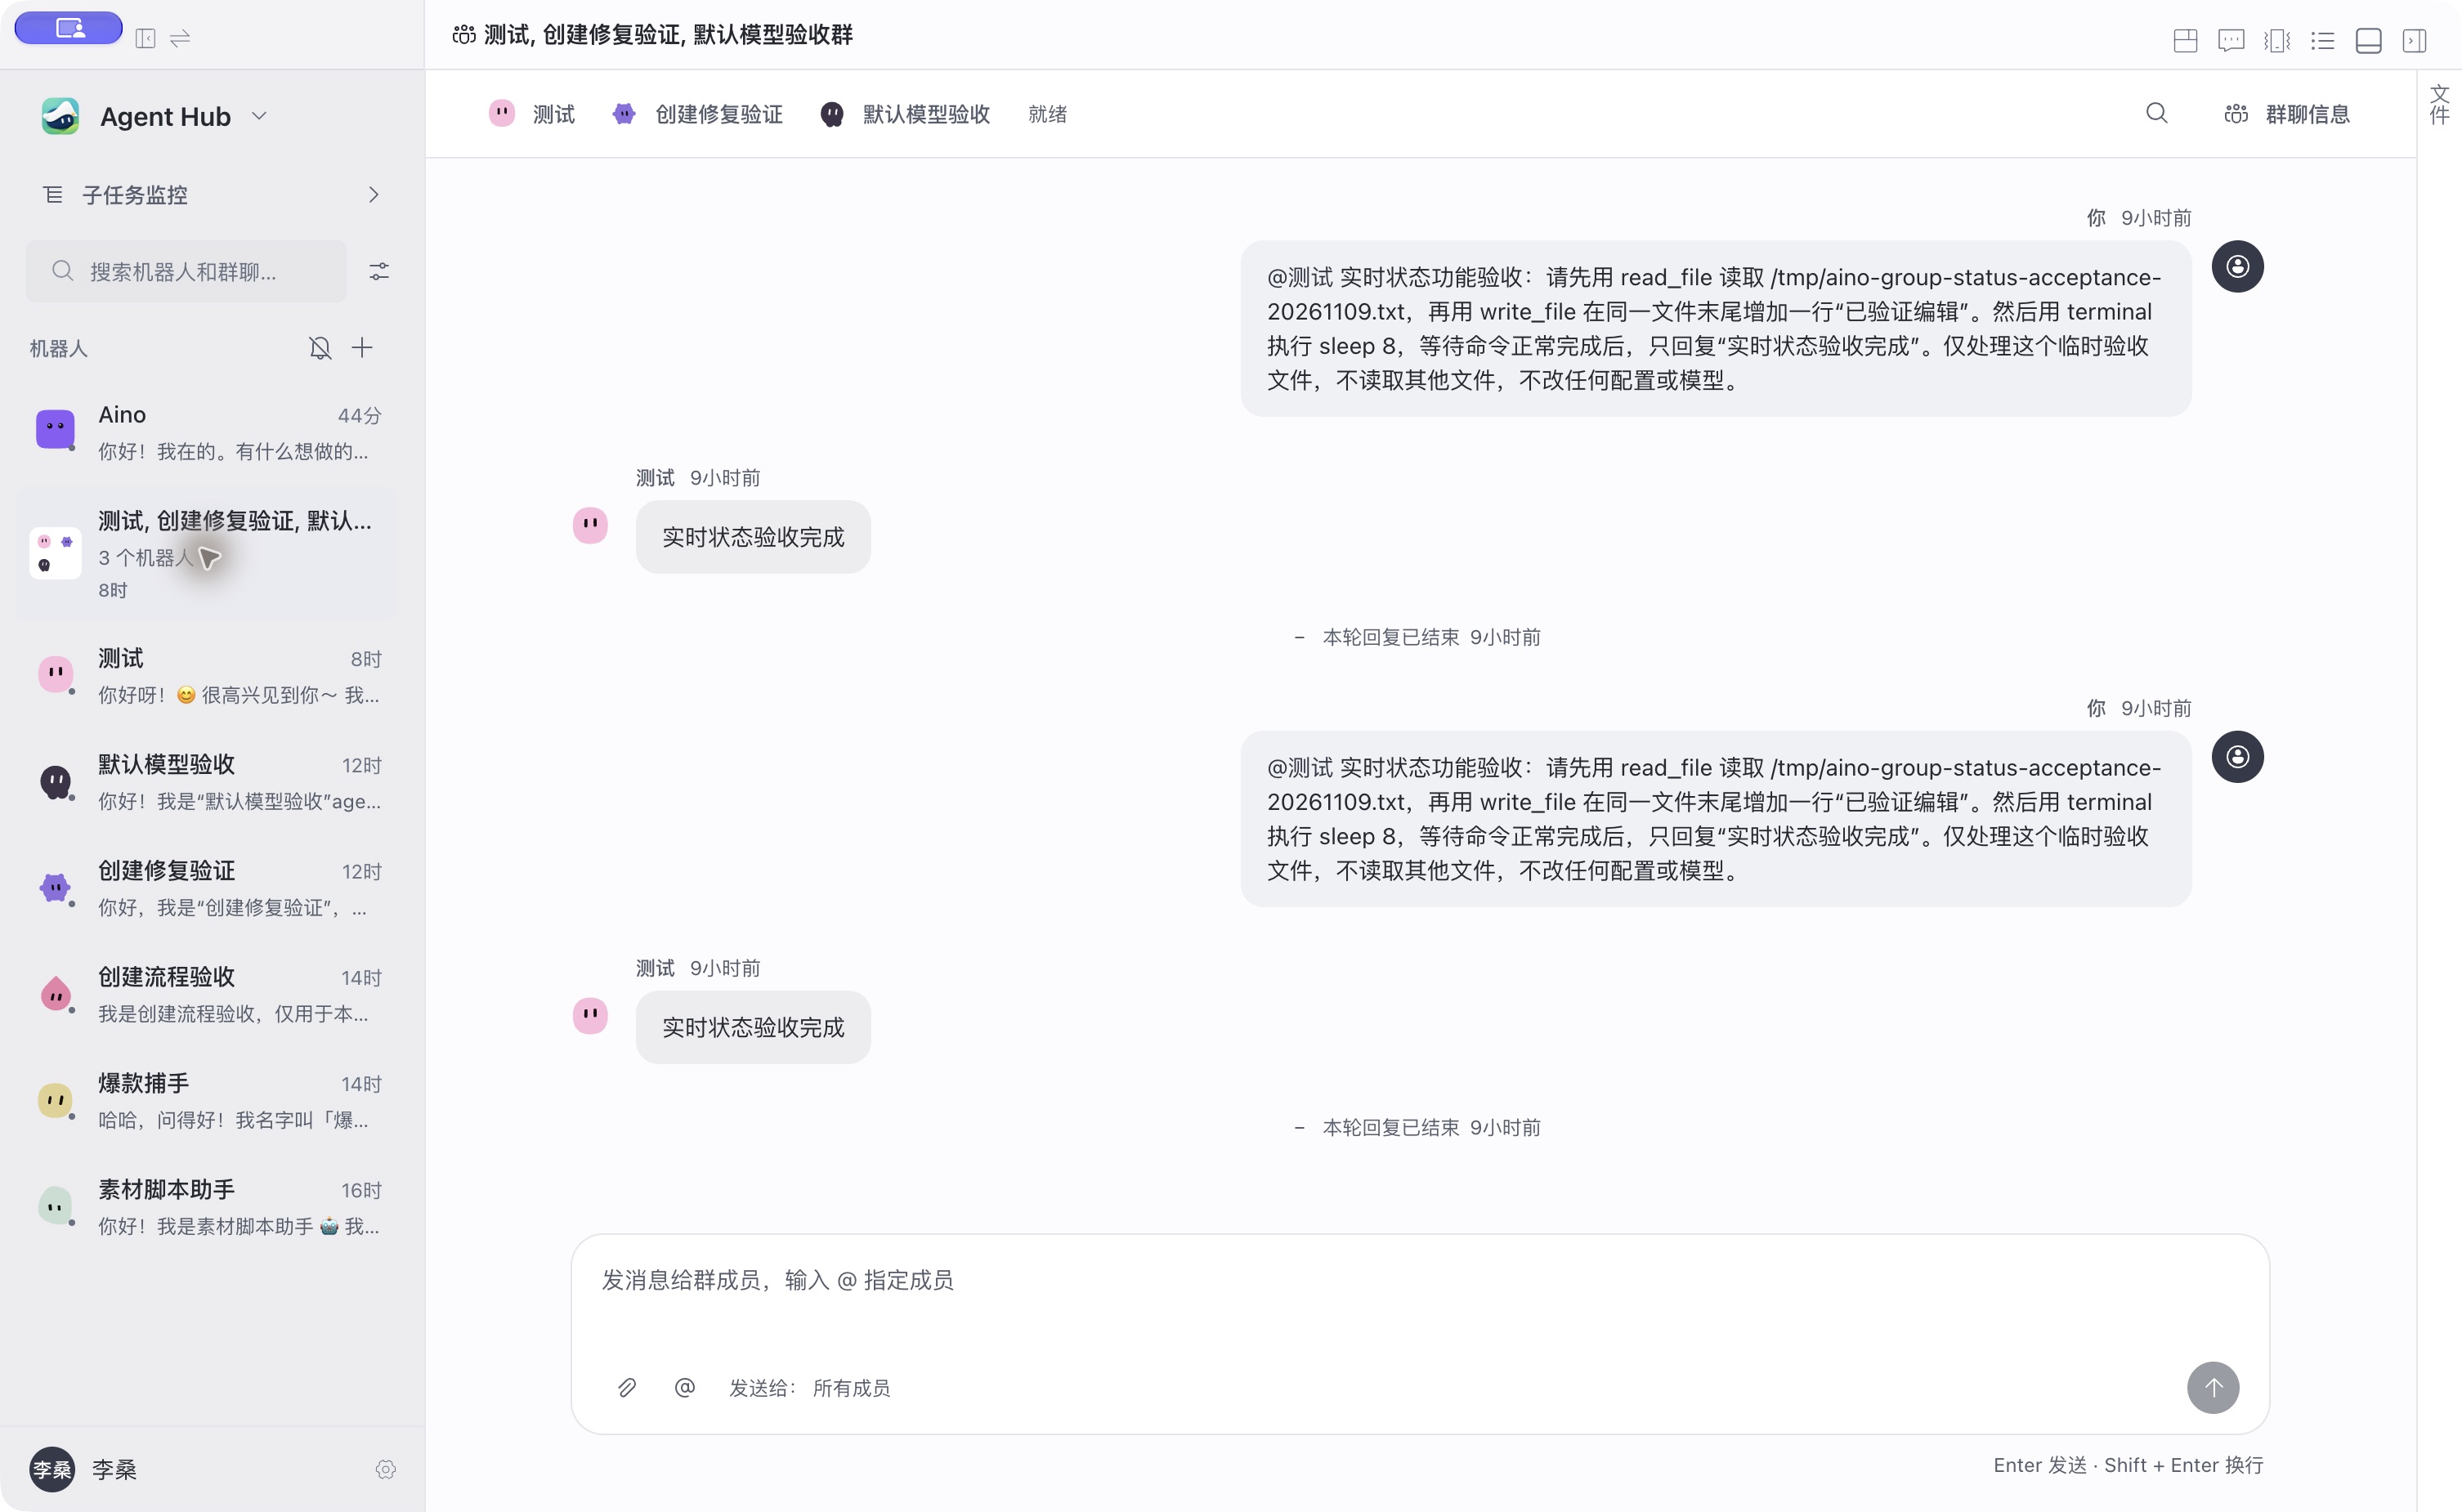 测试, 创建修复验证, 默认模型验收群
Agent Hub
子任务监控
搜索机器人和群聊...
机器人
Aino 44分
你好！我在的。有什么想做的...
测试, 创建修复验证, 默认...
3 个机器人
8时
测试 8时
你好呀！😊 很高兴见到你～ 我...
默认模型验收 12时
你好！我是“默认模型验收”age...
创建修复验证 12时
你好，我是“创建修复验证”，...
创建流程验收 14时
我是创建流程验收，仅用于本...
爆款捕手 14时
哈哈，问得好！我名字叫「爆...
素材脚本助手 16时
你好！我是素材脚本助手 🤖 我...
李桑 李桑
测试 创建修复验证 默认模型验收 就绪 群聊信息
文件
你 9小时前
@测试 实时状态功能验收：请先用 read_file 读取 /tmp/aino-group-status-acceptance-
20261109.txt，再用 write_file 在同一文件末尾增加一行“已验证编辑”。然后用 terminal
执行 sleep 8，等待命令正常完成后，只回复“实时状态验收完成”。仅处理这个临时验收
文件，不读取其他文件，不改任何配置或模型。
测试 9小时前
实时状态验收完成
– 本轮回复已结束 9小时前
你 9小时前
@测试 实时状态功能验收：请先用 read_file 读取 /tmp/aino-group-status-acceptance-
20261109.txt，再用 write_file 在同一文件末尾增加一行“已验证编辑”。然后用 terminal
执行 sleep 8，等待命令正常完成后，只回复“实时状态验收完成”。仅处理这个临时验收
文件，不读取其他文件，不改任何配置或模型。
测试 9小时前
实时状态验收完成
– 本轮回复已结束 9小时前
发消息给群成员，输入 @ 指定成员
@ 发送给： 所有成员
Enter 发送 · Shift + Enter 换行